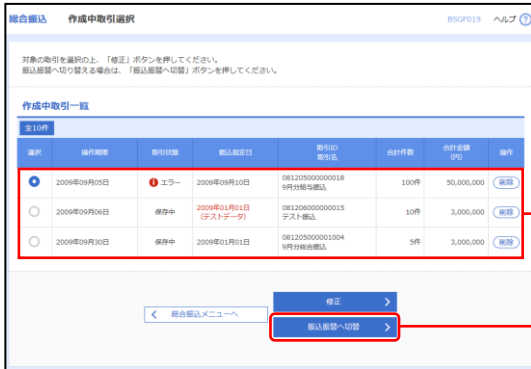 総合振込 作成中取引選択 BSGF019 ヘルプ ?
対象の取引を選択の上、「修正」ボタンを押してください。
振込振替へ切り替える場合は、「振込振替へ切替」ボタンを押してください。
作成中取引一覧
全10件
選択 操作期限 取引状態 振込指定日 取引ID 取引名 合計件数 合計金額 (円) 操作
2009年09月05日 エラー 2009年09月10日 081205000000018 100件 50,000,000 削除
9月分給与振込
2009年09月06日 保存中 2009年01月01日 081206000000015 10件 3,000,000 削除
(テストデータ) テスト振込
2009年09月30日 保存中 2009年01月01日 081205000001004 5件 3,000,000 削除
9月分総合振込
修正
総合振込メニューへ
振込振替へ切替